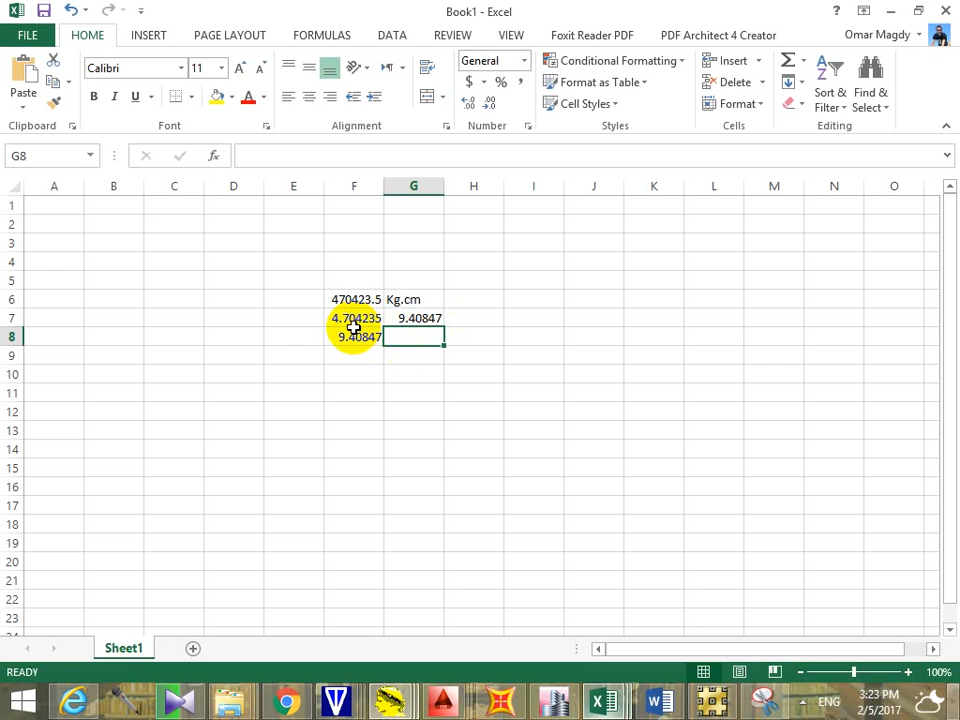 Book1 - Excel
FILE HOME INSERT PAGE LAYOUT FORMULAS DATA REVIEW VIEW Foxit Reader PDF PDF Architect 4 Creator Omar Magdy
Calibri 11 General Conditional Formatting Insert Σ
Paste B I U A $ % Format as Table Delete Sort & Find &
Cell Styles Format Filter Select
Clipboard Font Alignment Number Styles Cells Editing
G8 fx
A B C D E F G H I J K L M N O
1
2
3
4
5
6 470423.5 Kg.cm
7 4.704235 9.40847
8 9.40847
9
10
11
12
13
14
15
16
17
18
19
20
21
22
23
Sheet1
READY 100%
ENG 3:23 PM
2/5/2017